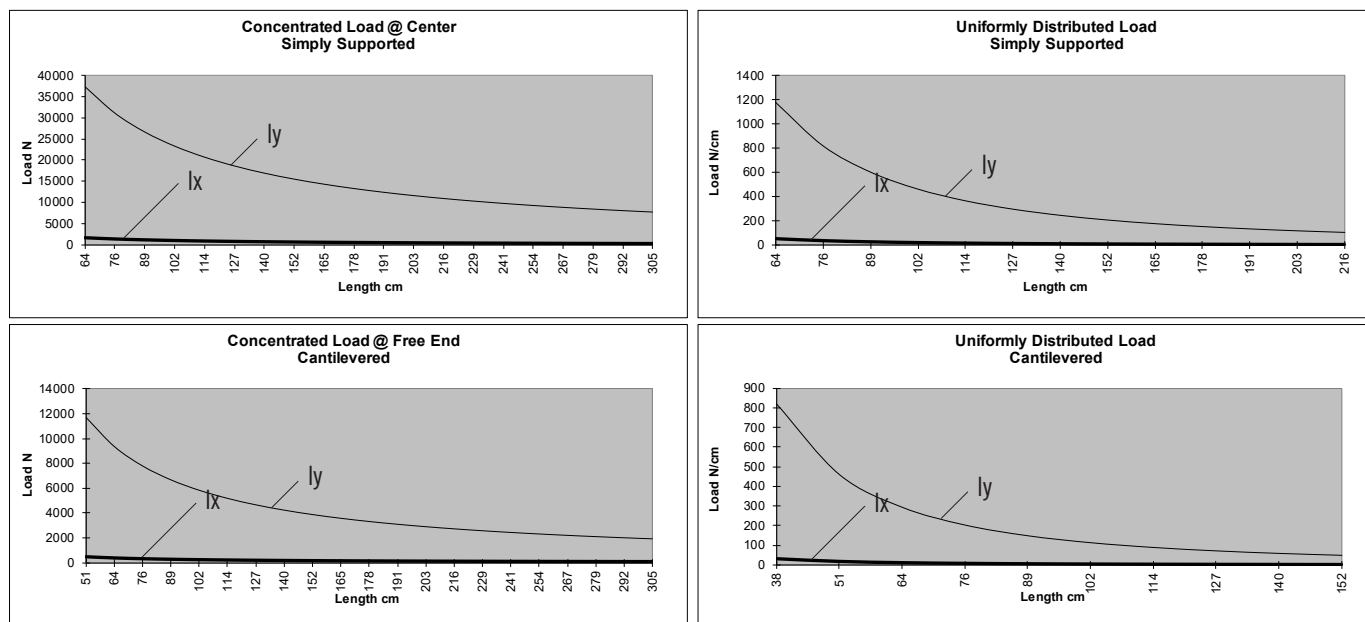 Concentrated Load @ Center
Simply Supported
40000
35000
30000
25000
20000
15000
10000
5000
0
Load N
Iy
Ix
64 76 89 102 114 127 140 152 165 178 191 203 216 229 241 254 267 279 292 305
Length cm
Uniformly Distributed Load
Simply Supported
1400
1200
1000
800
600
400
200
0
Load N/cm
Iy
Ix
64 76 89 102 114 127 140 152 165 178 191 203 216
Length cm
Concentrated Load @ Free End
Cantilevered
14000
12000
10000
8000
6000
4000
2000
0
Load N
Iy
Ix
51 64 76 89 102 114 127 140 152 165 178 191 203 216 229 241 254 267 279 292 305
Length cm
Uniformly Distributed Load
Cantilevered
900
800
700
600
500
400
300
200
100
0
Load N/cm
Iy
Ix
38 51 64 76 89 102 114 127 140 152
Length cm